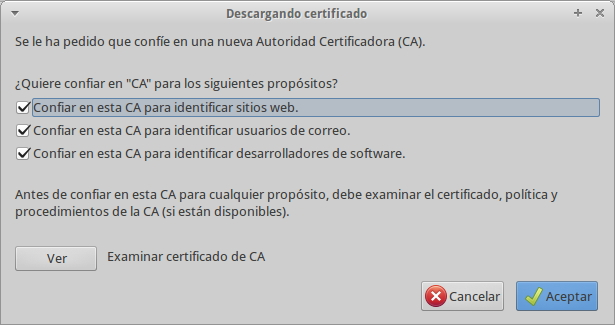 Descargando certificado
Se le ha pedido que confíe en una nueva Autoridad Certificadora (CA).
¿Quiere confiar en "CA" para los siguientes propósitos?
Confiar en esta CA para identificar sitios web.
Confiar en esta CA para identificar usuarios de correo.
Confiar en esta CA para identificar desarrolladores de software.
Antes de confiar en esta CA para cualquier propósito, debe examinar el certificado, política y
procedimientos de la CA (si están disponibles).
Ver Examinar certificado de CA
Cancelar Aceptar